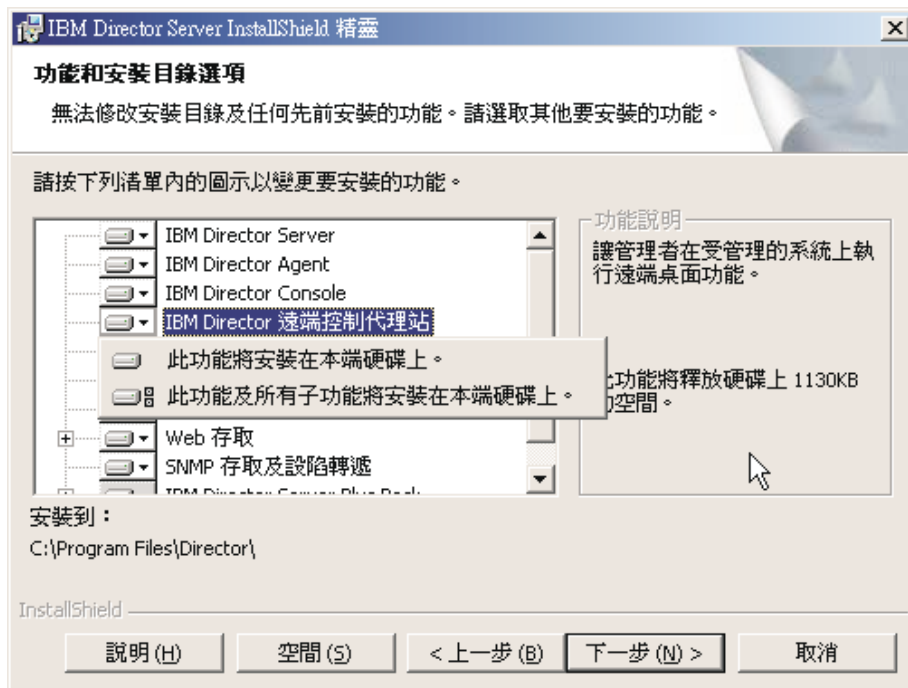 IBM Director Server InstallShield 精靈
功能和安裝目錄選項
無法修改安裝目錄及任何先前安裝的功能。請選取其他要安裝的功能。
請按下列清單內的圖示以變更要安裝的功能。
IBM Director Server
IBM Director Agent
IBM Director Console
IBM Director 遠端控制代理站
此功能將安裝在本端硬碟上。
此功能及所有子功能將安裝在本端硬碟上。
Web 存取
SNMP 存取及設陷轉遞
IBM Director Server Plus Pack
功能說明
讓管理者在受管理的系統上執
行遠端桌面功能。
功能將釋放硬碟上 1130KB
空間。
安裝到：
C:\Program Files\Director\
InstallShield
說明(H)
空間(S)
< 上一步(B)
下一步(N) >
取消